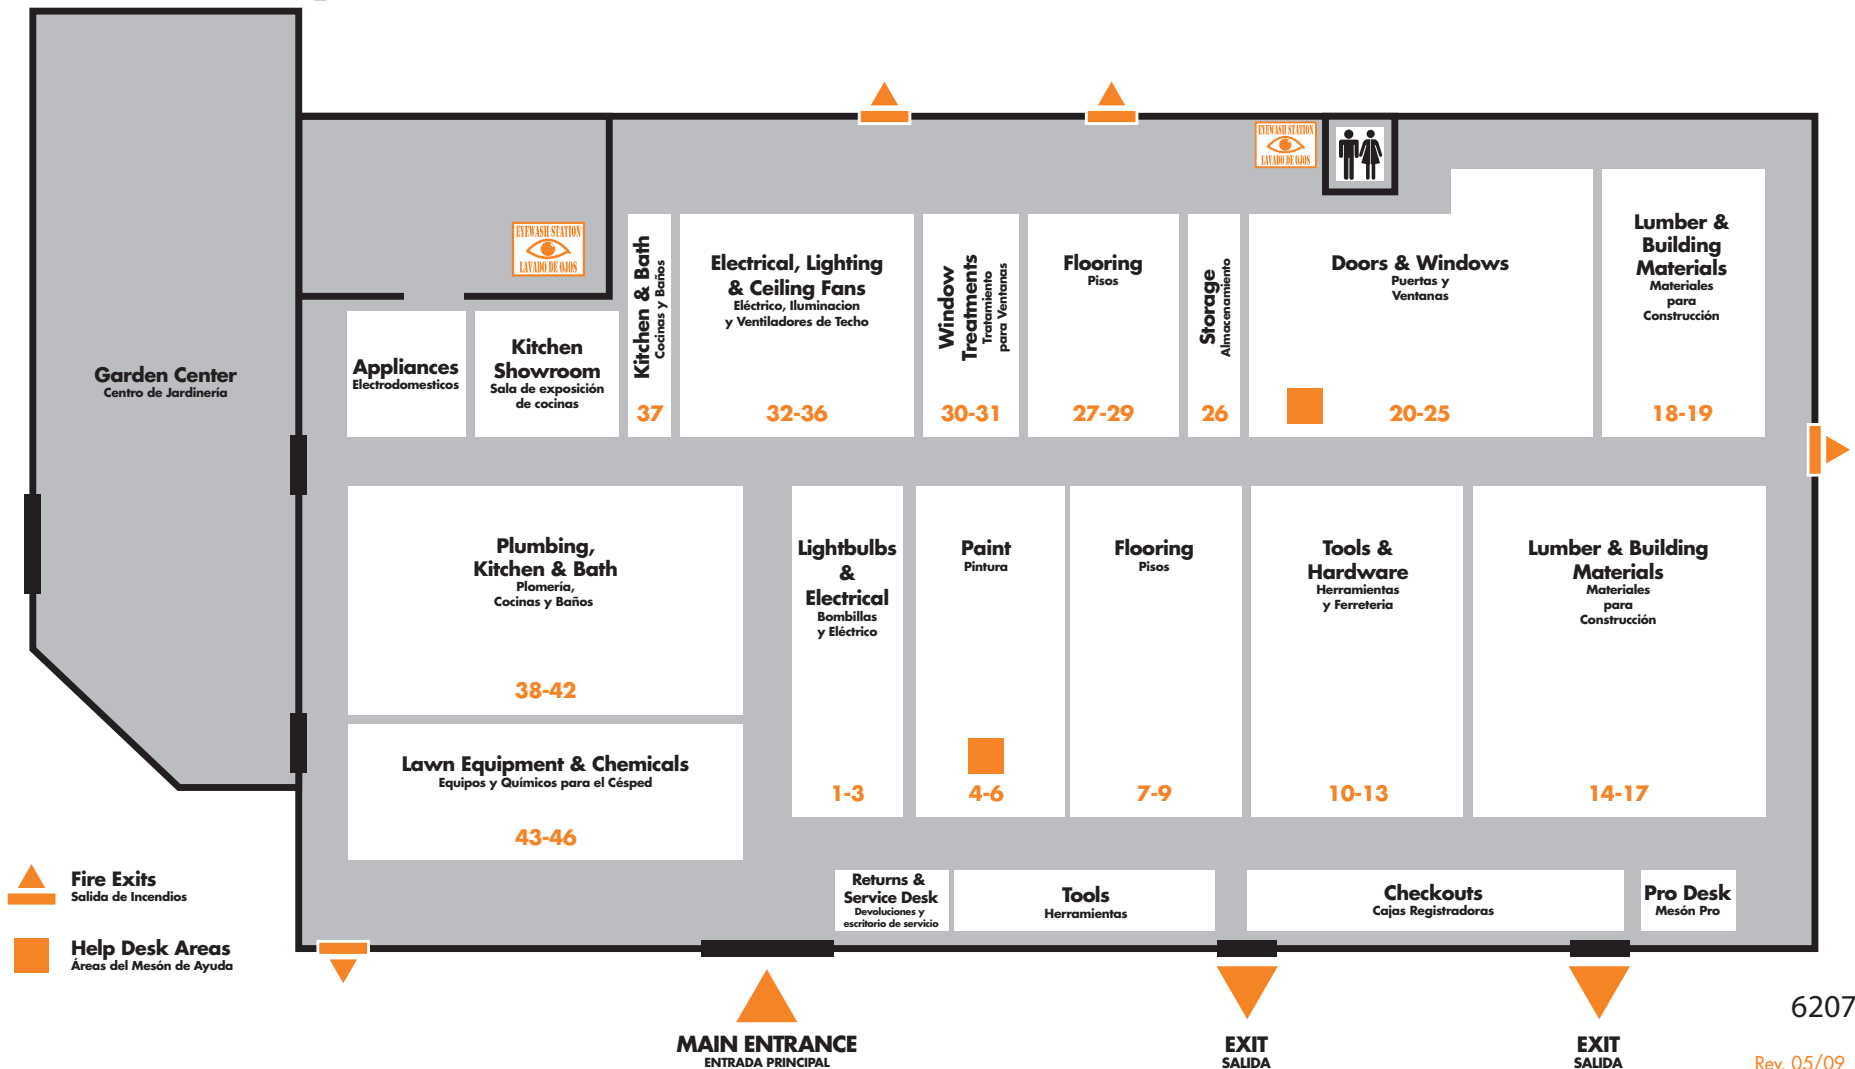 EYEWASH STATION
LAVADO DE OJOS
EYEWASH STATION
LAVADO DE OJOS
Garden Center
Centro de Jardinería
Appliances
Electrodomesticos
Kitchen
Showroom
Sala de exposición
de cocinas
Kitchen & Bath
Cocinas y Baños
37
Electrical, Lighting
& Ceiling Fans
Eléctrico, Iluminacion
y Ventiladores de Techo
32-36
Window
Treatments
Tratamiento
para Ventanas
30-31
Flooring
Pisos
27-29
Storage
Almacenamiento
26
Doors & Windows
Puertas y
Ventanas
20-25
Lumber &
Building
Materials
Materiales
para
Construcción
18-19
Plumbing,
Kitchen & Bath
Plomería,
Cocinas y Baños
38-42
Lawn Equipment & Chemicals
Equipos y Químicos para el Césped
43-46
Lightbulbs
&
Electrical
Bombillas
y Eléctrico
1-3
Paint
Pintura
4-6
Flooring
Pisos
7-9
Tools &
Hardware
Herramientas
y Ferreteria
10-13
Lumber & Building
Materials
Materiales
para
Construcción
14-17
Returns &
Service Desk
Devoluciones y
escritorio de servicio
Tools
Herramientas
Checkouts
Cajas Registradoras
Pro Desk
Mesón Pro
Fire Exits
Salida de Incendios
Help Desk Areas
Áreas del Mesón de Ayuda
MAIN ENTRANCE
ENTRADA PRINCIPAL
EXIT
SALIDA
EXIT
SALIDA
6207
Rev. 05/09